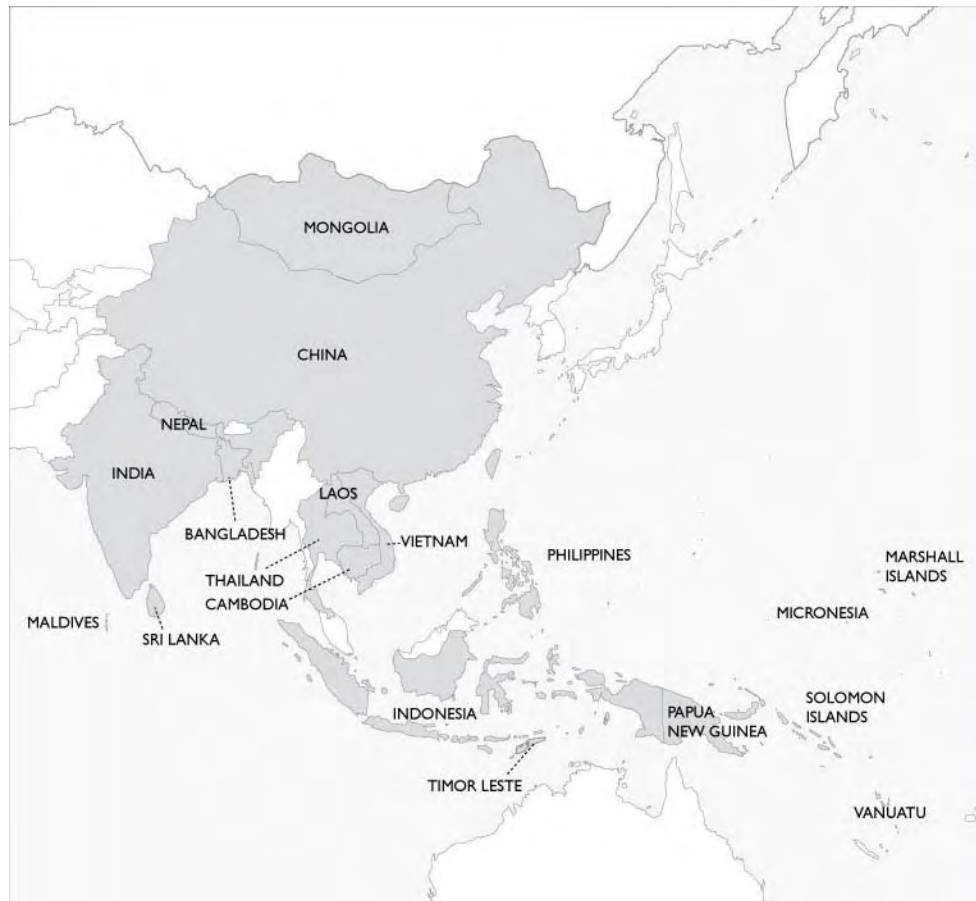 MONGOLIA
CHINA
NEPAL
INDIA
LAOS
BANGLADESH
VIETNAM
PHILIPPINES
MARSHALL
ISLANDS
THAILAND
CAMBODIA
MICRONESIA
MALDIVES
SRI LANKA
SOLOMON
ISLANDS
INDONESIA
PAPUA
NEW GUINEA
TIMOR LESTE
VANUATU